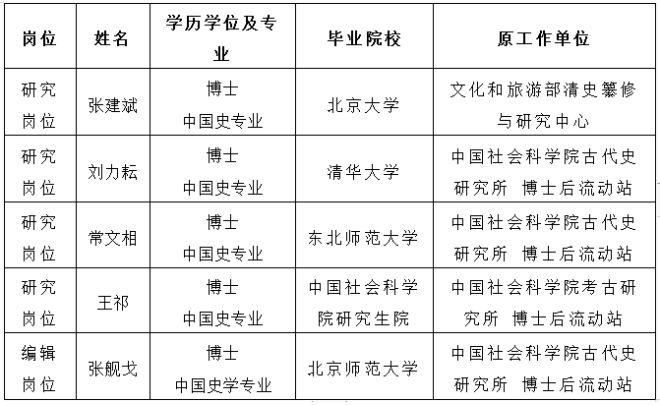 岗位 姓名 学历学位及专业 毕业院校 原工作单位
研究岗位 张建斌 博士 中国史专业 北京大学 文化和旅游部清史纂修与研究中心
研究岗位 刘力耘 博士 中国史专业 清华大学 中国社会科学院古代史研究所 博士后流动站
研究岗位 常文相 博士 中国史专业 东北师范大学 中国社会科学院古代史研究所 博士后流动站
研究岗位 王祁 博士 中国史专业 中国社会科学院研究生院 中国社会科学院考古研究所 博士后流动站
编辑岗位 张舰戈 博士 中国史学专业 北京师范大学 中国社会科学院古代史研究所 博士后流动站